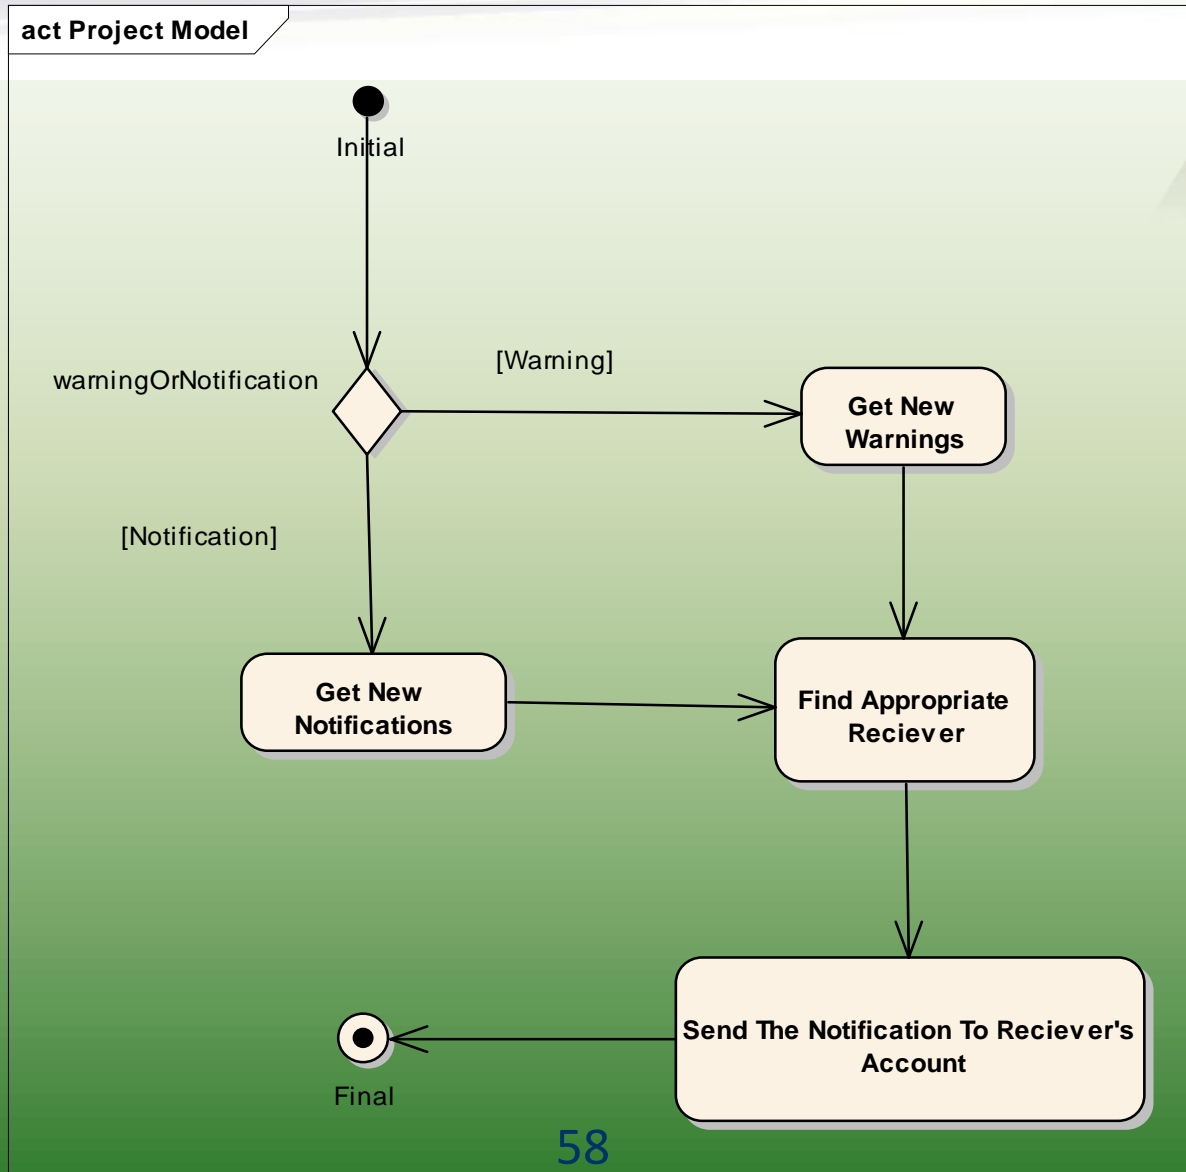 act Project Model
Initial
warningOrNotification
[Warning]
Get New
Warnings
[Notification]
Get New
Notifications
Find Appropriate
Reciever
Send The Notification To Reciever's
Account
Final
58